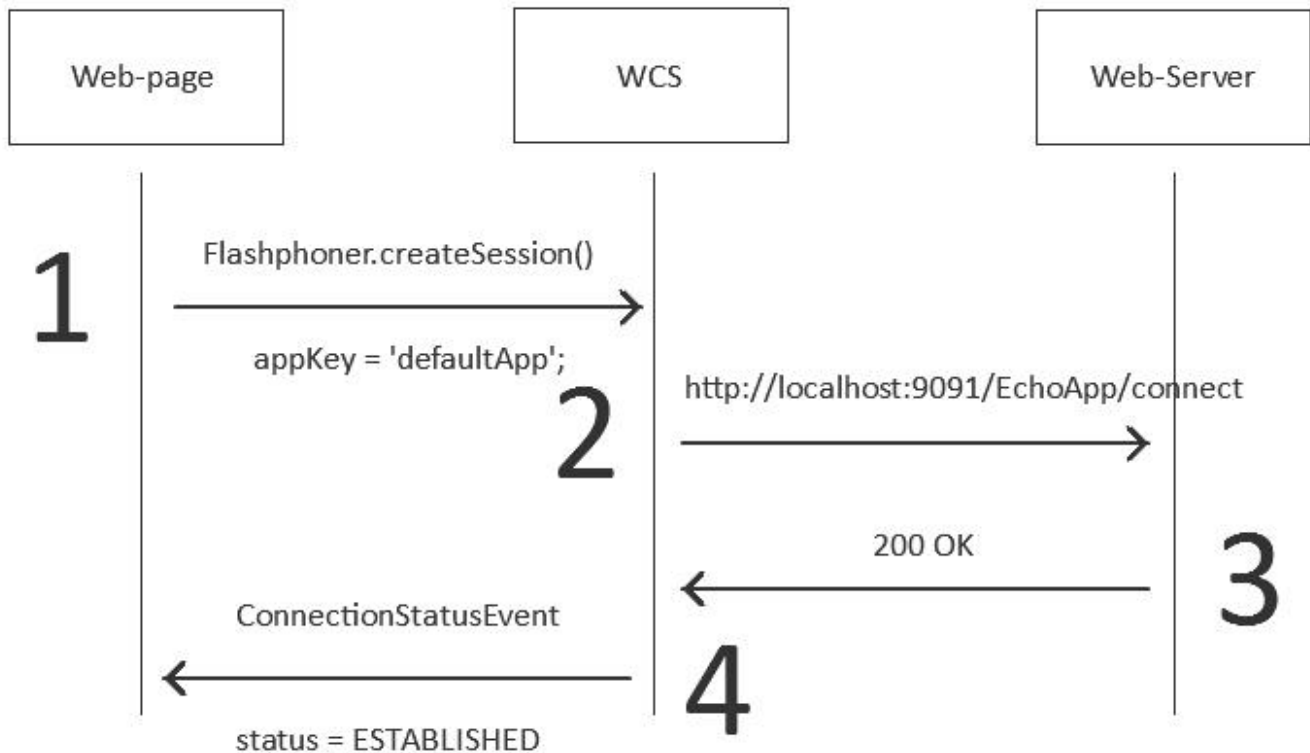 Web-page
WCS
Web-Server
1
Flashphoner.createSession()
appKey = 'defaultApp';
2
http://localhost:9091/EchoApp/connect
200 OK
3
ConnectionStatusEvent
4
status = ESTABLISHED